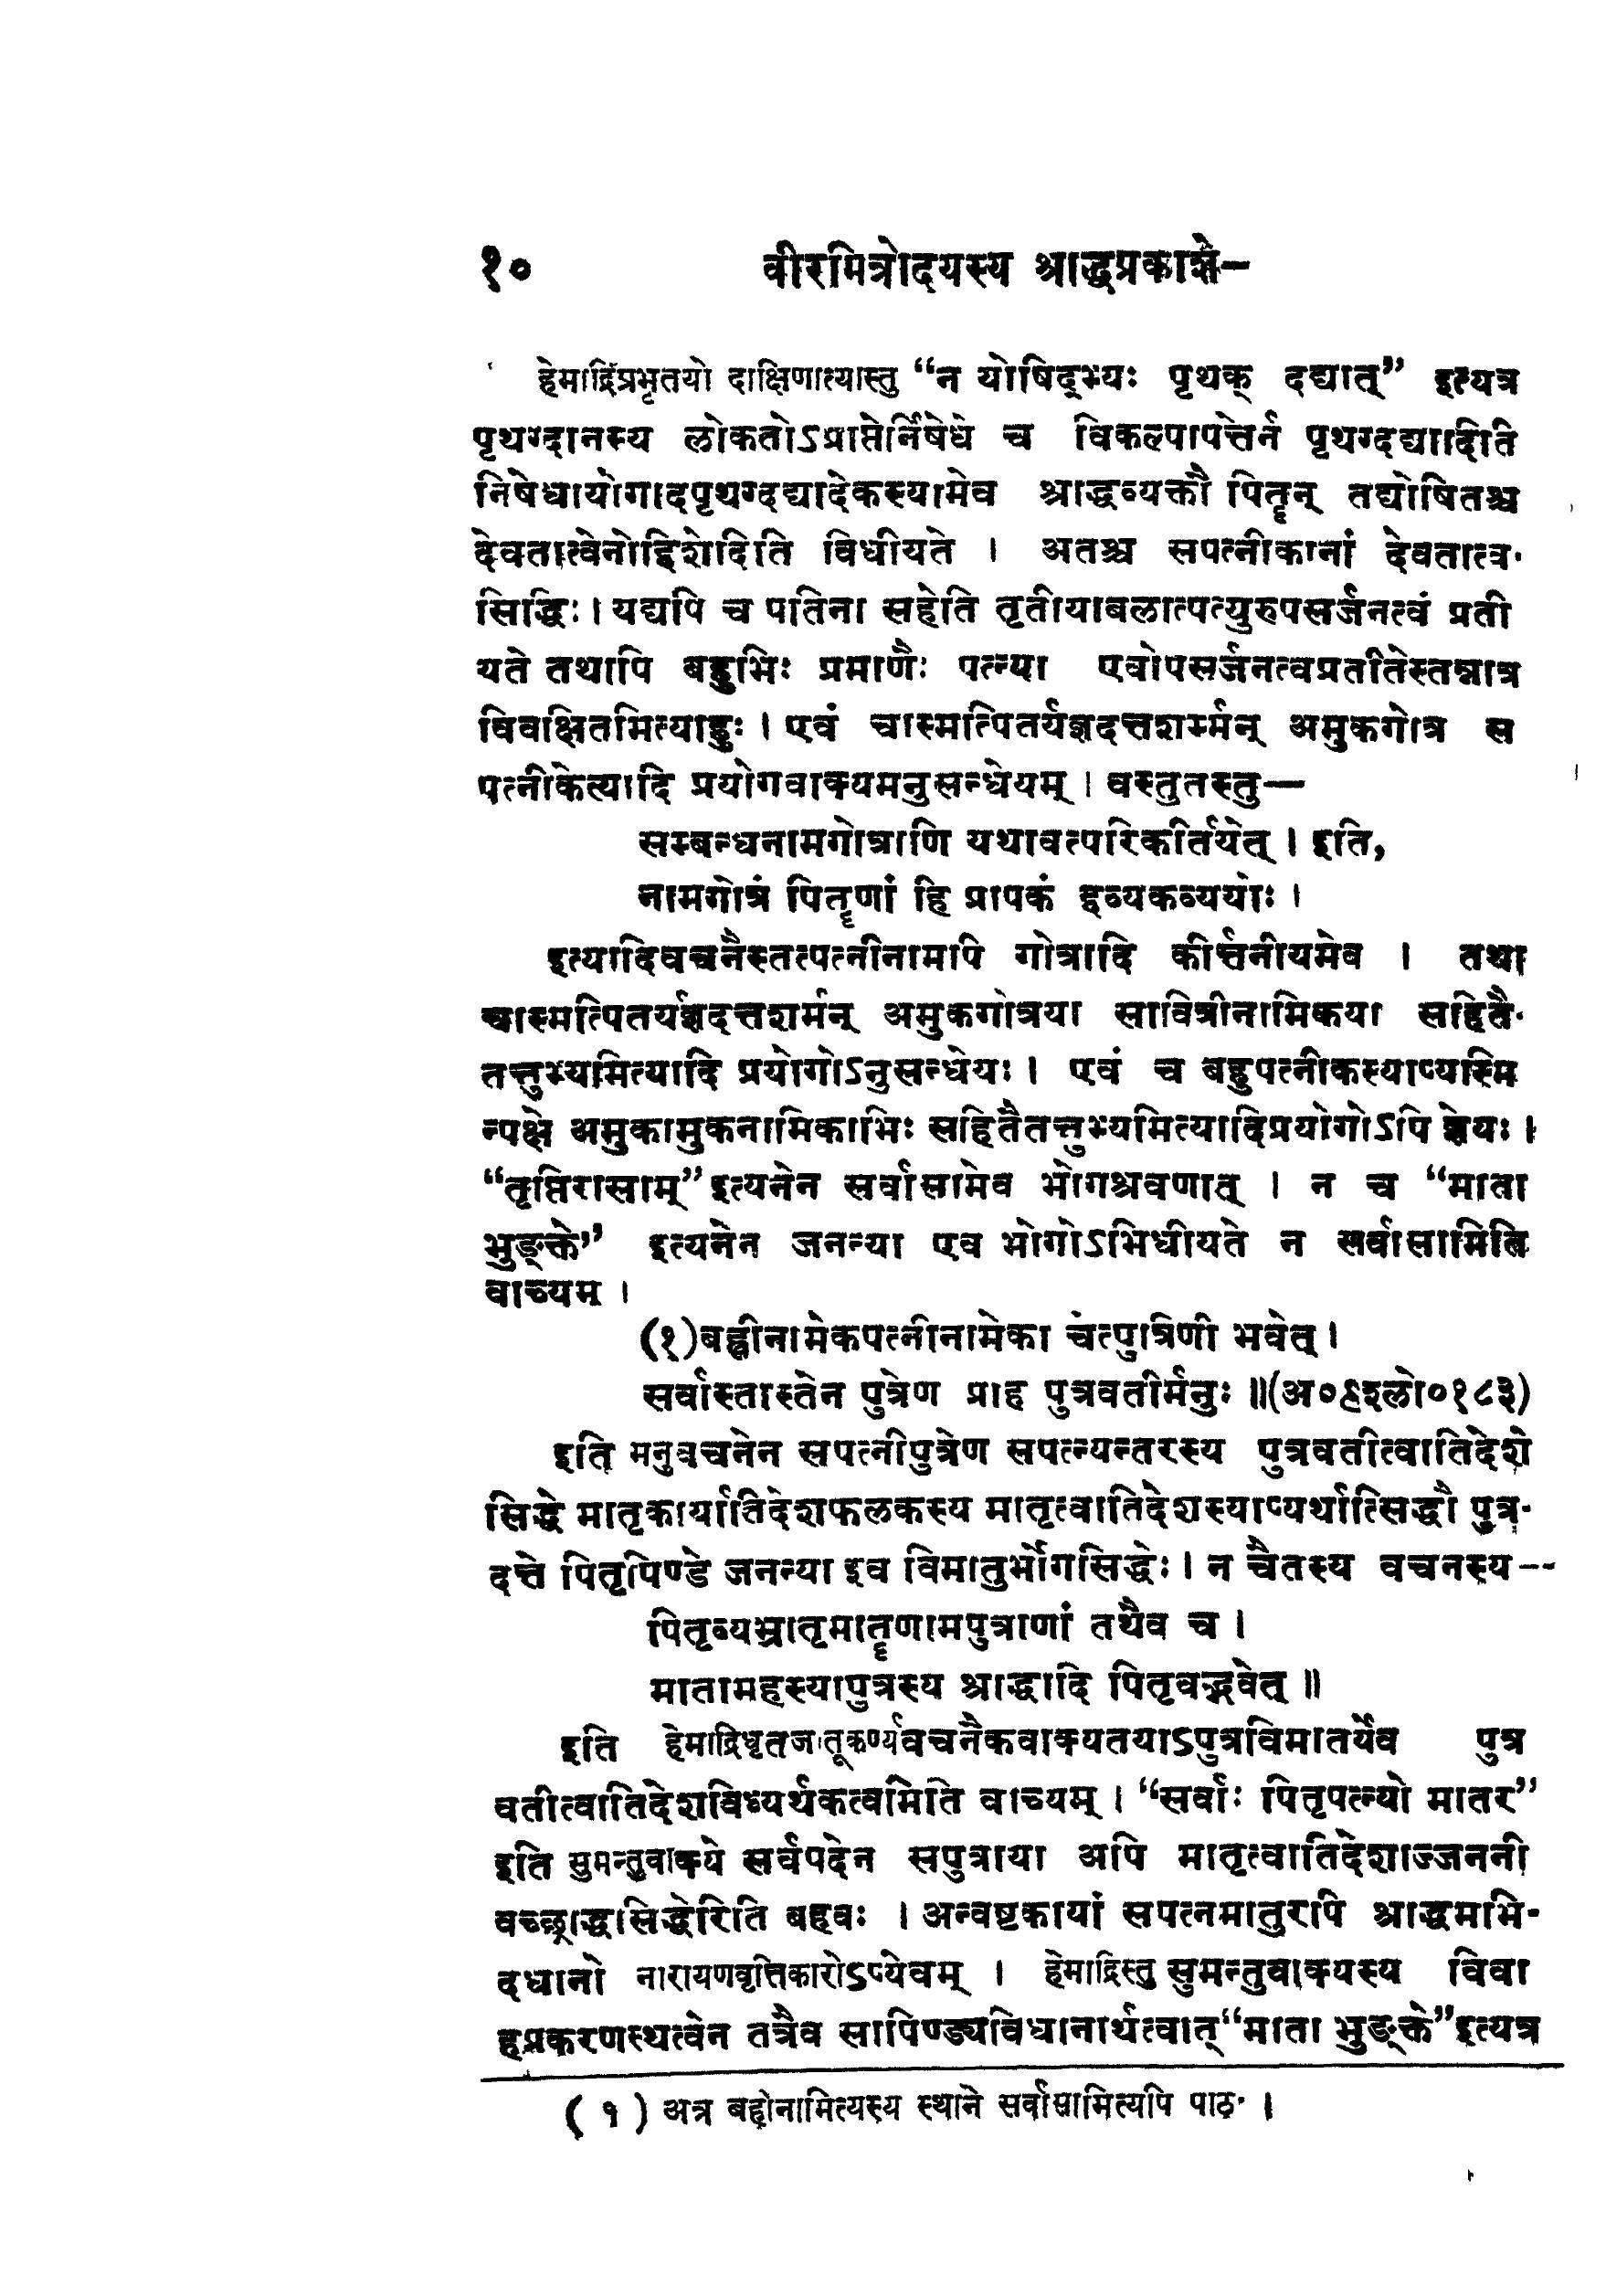 १० वीरमित्रोदयस्य श्राद्धप्रकाशे-
हेमाद्रिप्रभृतयो दाक्षिणात्यास्तु “न योषिद्भ्यः पृथक् दद्यात्” इत्यत्र
पृथग्दानस्य लोकतोऽप्राप्तेर्निषेधे च विकल्पापत्तेर्न पृथग्दद्यादिति
निषेधायोगादपृथग्दद्यादेकस्यामेव श्राद्धव्यक्तौ पितॄन् तद्योषितश्च
देवतात्वेनोद्दिशेदिति विधीयते । अतश्च सपत्नीकानां देवतात्व-
सिद्धिः । यद्यपि च पतिना सहेति तृतीयाबलात्पत्युरुपसर्जनत्वं प्रती
यते तथापि बहुभिः प्रमाणैः पत्न्या एवोपसर्जनत्वप्रतीतेस्तन्नात्र
विवक्षितमित्याहुः । एवं चास्मत्पितर्यज्ञदत्तशर्म्मन् अमुकगोत्र स
पत्नीकेत्यादि प्रयोगवाक्यमनुसन्धेयम् । वस्तुतस्तु—
सम्बन्धनामगोत्राणि यथावत्परिकीर्तयेत् । इति,
नामगोत्रं पितॄणां हि प्रापकं हव्यकव्ययोः ।
इत्यादिवचनैस्तत्पत्नीनामपि गोत्रादि कीर्त्तनीयमेव । तथा
चास्मत्पितर्यज्ञदत्तशर्मन् अमुकगोत्रया सावित्रीनामिकया सहितै-
तत्तुभ्यमित्यादि प्रयोगोऽनुसन्धेयः । एवं च बहुपत्नीकस्याप्यस्मि
न्पक्षे अमुकामुकनामिकाभिः सहितैतत्तुभ्यमित्यादिप्रयोगोऽपि ज्ञेयः ।
“तृप्तिरासाम्” इत्यनेन सर्वासामेव भोगश्रवणात् । न च “माता
भुङ्क्ते” इत्यनेन जनन्या एव भोगोऽभिधीयते न सर्वासामिति
वाच्यम् ।
(१)बह्वीनामेकपत्नीनामेका चेत्पुत्रिणी भवेत् ।
सर्वास्तास्तेन पुत्रेण प्राह पुत्रवतीर्मनुः ॥(अ०९श्लो०१८३)
इति मनुवचनेन सपत्नीपुत्रेण सपत्न्यन्तरस्य पुत्रवतीत्वातिदेशे
सिद्धे मातृकार्यातिदेशफलकस्य मातृत्वातिदेशस्याप्यर्थात्सिद्धौ पुत्र-
दत्ते पितृपिण्डे जनन्या इव विमातुर्भोगसिद्धेः । न चैतस्य वचनस्य--
पितृव्यभ्रातृमातॄणामपुत्राणां तथैव च ।
मातामहस्यापुत्रस्य श्राद्धादि पितृवद्भवेत् ॥
इति हेमाद्रिधृतजातूकर्ण्यवचनैकवाक्यतयाऽपुत्रविमातर्येव पुत्र
वतीत्वातिदेशविध्यर्थकत्वमिति वाच्यम् । “सर्वाः पितृपत्न्यो मातर”
इति सुमन्तुवाक्ये सर्वपदेन सपुत्राया अपि मातृत्वातिदेशाज्जननी
वच्छ्राद्धसिद्धेरिति बहवः । अन्वष्टकायां सपत्नमातुरपि श्राद्धमभि-
दधानो नारायणवृत्तिकारोऽप्येवम् । हेमाद्रिस्तु सुमन्तुवाक्यस्य विवा
हप्रकरणस्थत्वेन तत्रैव सापिण्ड्यविधानार्थत्वात् “माता भुङ्क्ते” इत्यत्र
( १ ) अत्र बह्वीनामित्यस्य स्थाने सर्वासामित्यपि पाठः ।